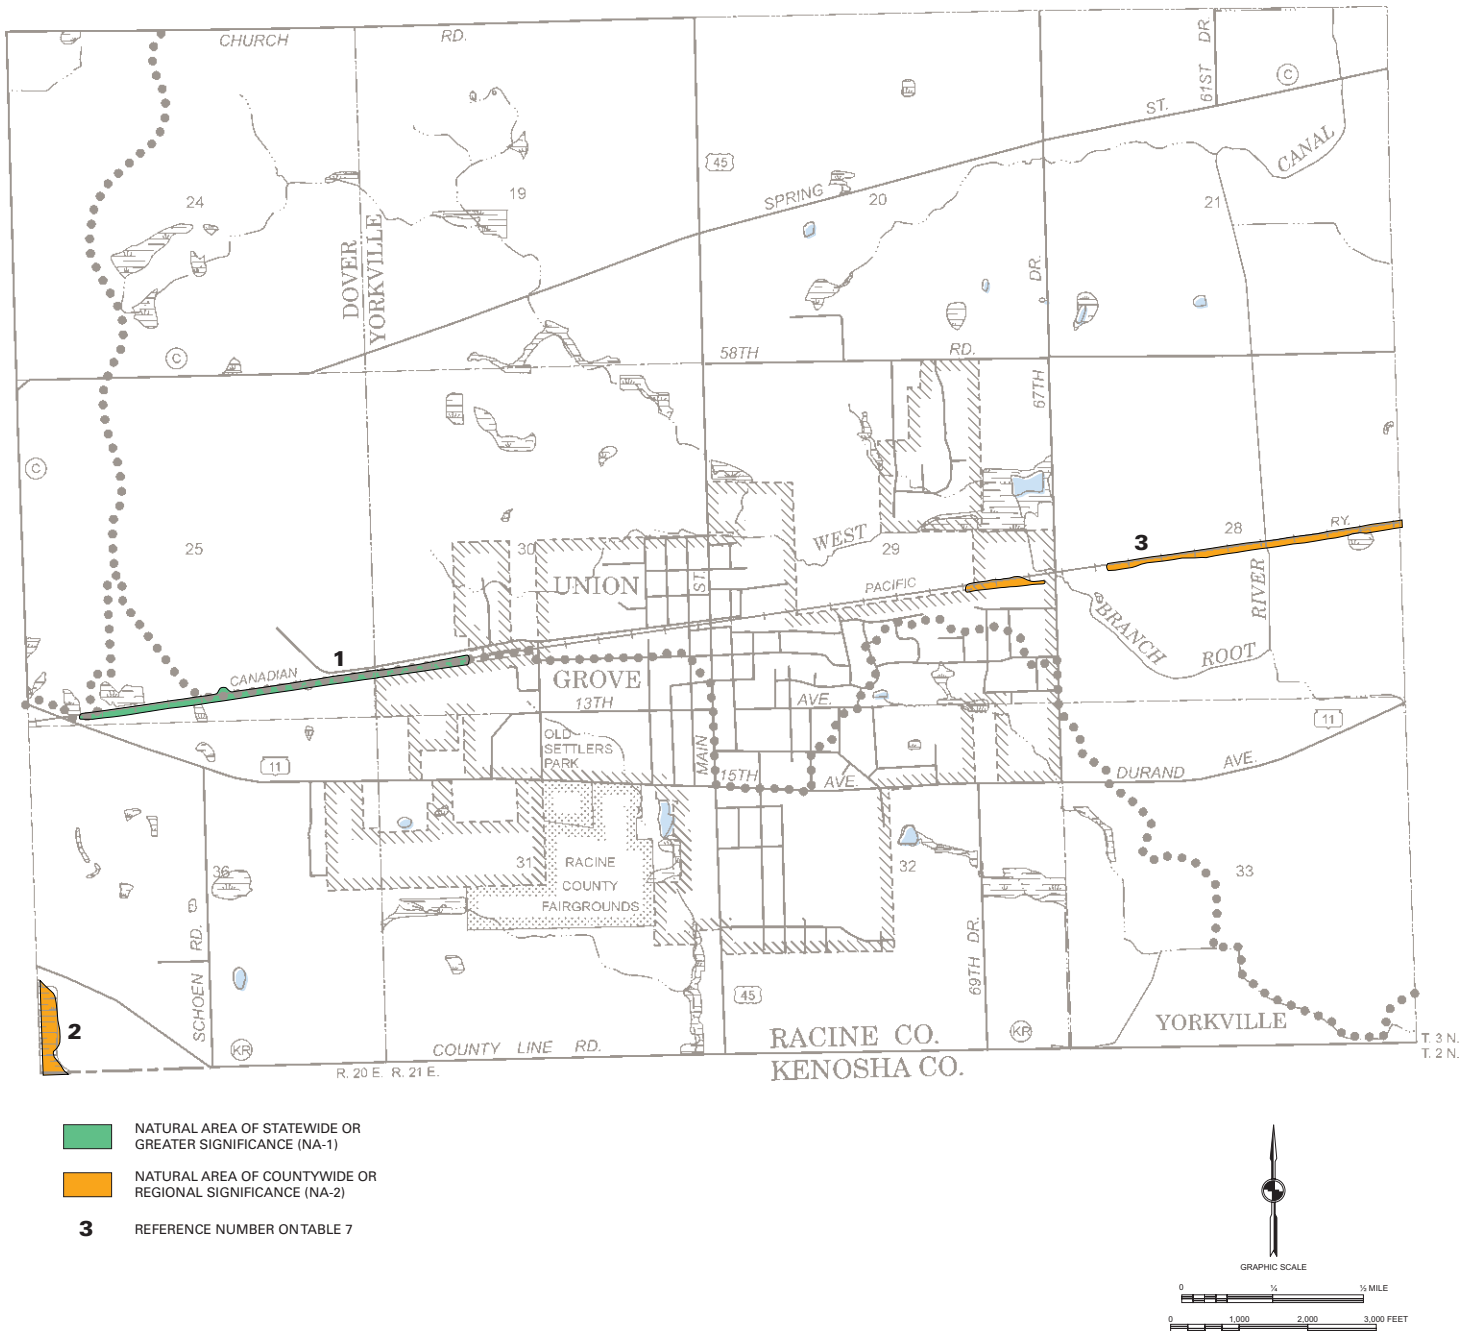 CHURCH RD.
61ST DR.
C
ST.
CANAL
45
SPRING
24
19
20
21
DOVER
YORKVILLE
DR.
C
58TH RD.
67TH
C
WEST
28
RY.
3
25
30
29
UNION
ST.
PACIFIC
RIVER
BRANCH
ROOT
1
CANADIAN
GROVE
13TH AVE.
11
OLD
SETTLERS
PARK
MAIN
11
15TH AVE.
DURAND AVE.
36
31
RACINE
COUNTY
FAIRGROUNDS
32
33
SCHOEN RD.
69TH DR.
45
2
KR
COUNTY LINE RD.
RACINE CO.
KENOSHA CO.
KR
YORKVILLE
T. 3 N.
T. 2 N.
R. 20 E. R. 21 E.
NATURAL AREA OF STATEWIDE OR
GREATER SIGNIFICANCE (NA-1)
NATURAL AREA OF COUNTYWIDE OR
REGIONAL SIGNIFICANCE (NA-2)
3 REFERENCE NUMBER ON TABLE 7
GRAPHIC SCALE
0 ¼ ½ MILE
0 1,000 2,000 3,000 FEET